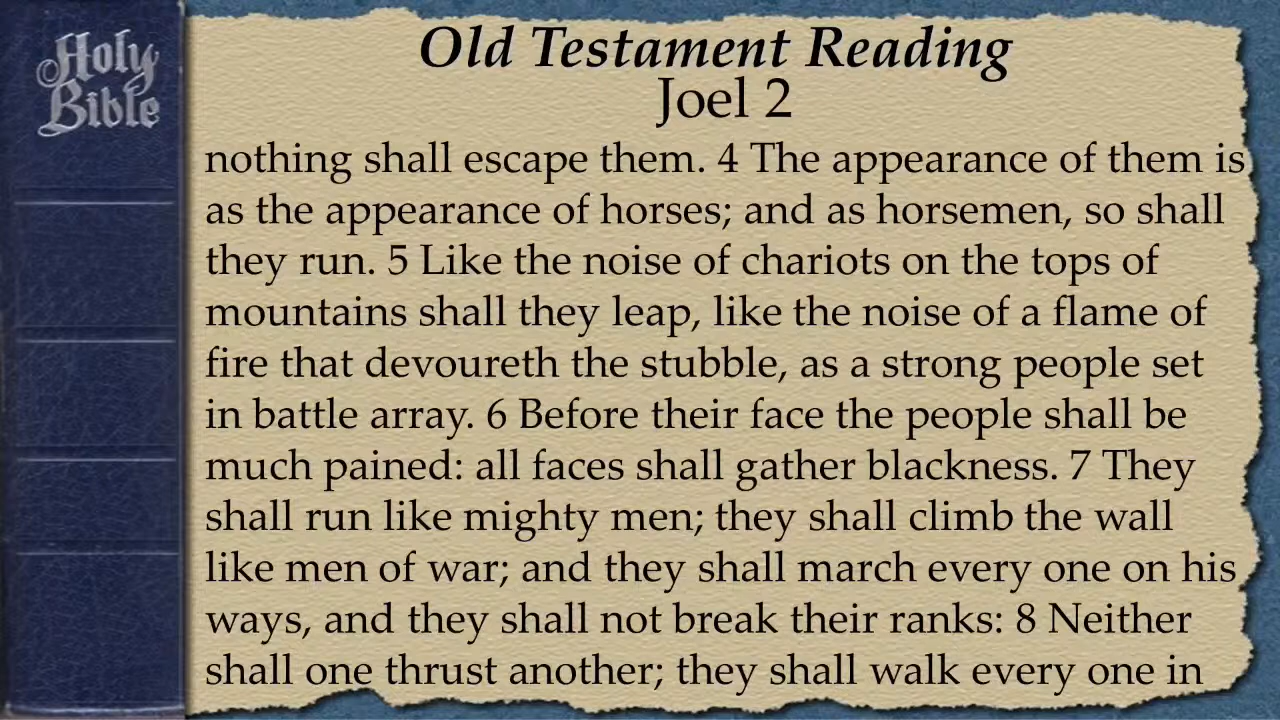 Holy
Bible
Old Testament Reading
Joel 2
nothing shall escape them. 4 The appearance of them is
as the appearance of horses; and as horsemen, so shall
they run. 5 Like the noise of chariots on the tops of
mountains shall they leap, like the noise of a flame of
fire that devoureth the stubble, as a strong people set
in battle array. 6 Before their face the people shall be
much pained: all faces shall gather blackness. 7 They
shall run like mighty men; they shall climb the wall
like men of war; and they shall march every one on his
ways, and they shall not break their ranks: 8 Neither
shall one thrust another; they shall walk every one in